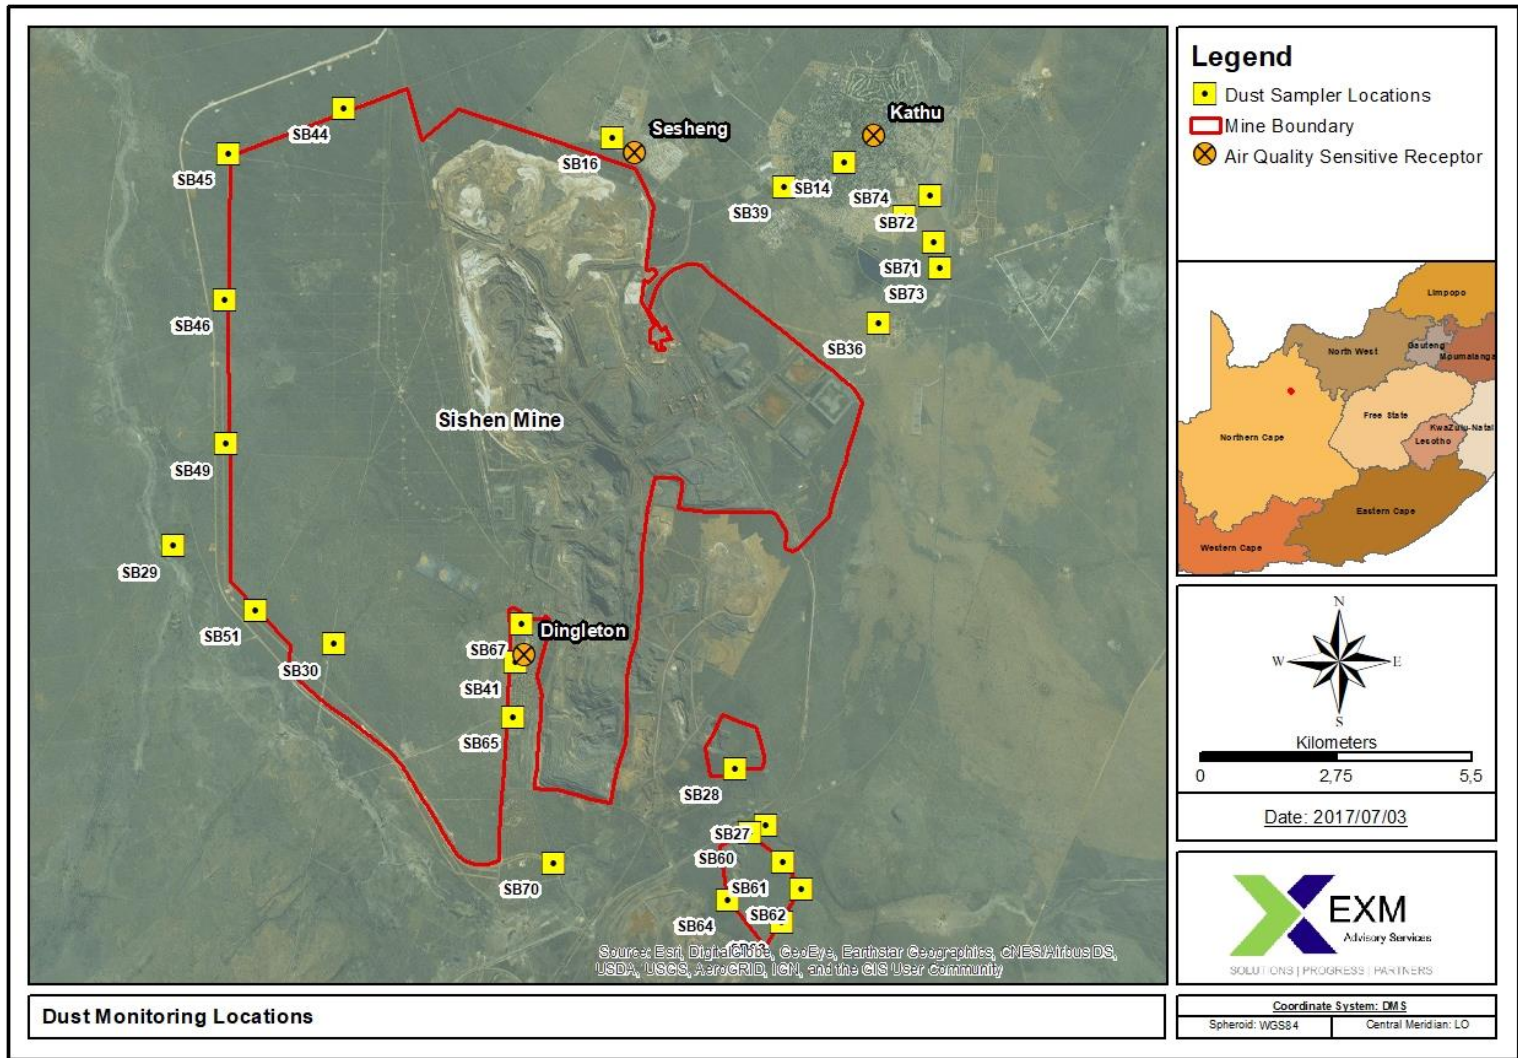 Sesheng
Kathu
SB44
SB16
SB45
SB14
SB39
SB74
SB72
SB71
SB73
SB46
SB36
Sishen Mine
SB49
SB29
SB51
SB30
Dingleton
SB67
SB41
SB65
SB28
SB27
SB60
SB61
SB70
SB64
SB62
Source: Esri, DigitalGlobe, GeoEye, Earthstar Geographics, CNES/Airbus DS,
USDA, USGS, AeroGRID, IGN, and the GIS User Community
Dust Monitoring Locations
Legend
Dust Sampler Locations
Mine Boundary
Air Quality Sensitive Receptor
Limpopo
North West
Gauteng
Mpumalanga
Free State
KwaZulu-Natal
Lesotho
Northern Cape
Eastern Cape
Western Cape
N
W
E
S
Kilometers
0 2,75 5,5
Date: 2017/07/03
EXM
Advisory Services
SOLUTIONS | PROGRESS | PARTNERS
Coordinate System: DMS
Spheroid: WGS84
Central Meridian: LO